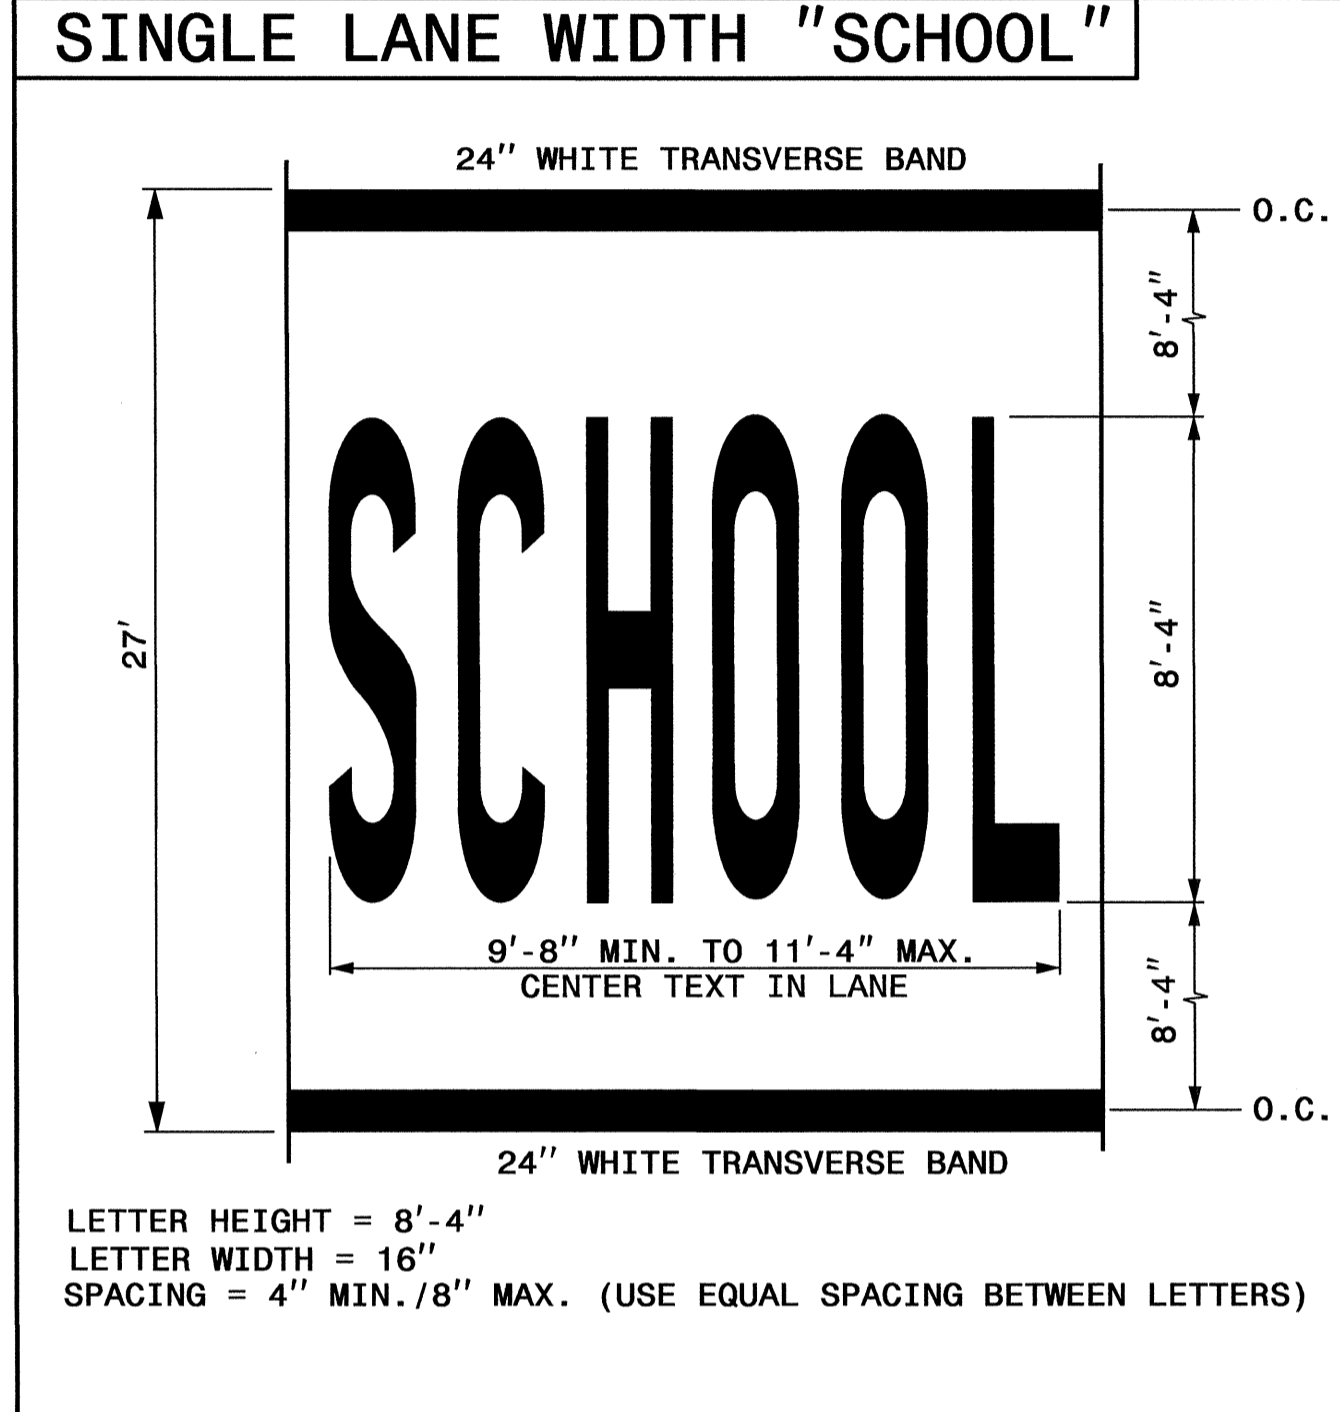 SINGLE LANE WIDTH "SCHOOL"
24" WHITE TRANSVERSE BAND
O.C.
8'-4"
27'
SCHOOL
8'-4"
9'-8" MIN. TO 11'-4" MAX.
CENTER TEXT IN LANE
8'-4"
O.C.
24" WHITE TRANSVERSE BAND
LETTER HEIGHT = 8'-4"
LETTER WIDTH = 16"
SPACING = 4" MIN./8" MAX. (USE EQUAL SPACING BETWEEN LETTERS)